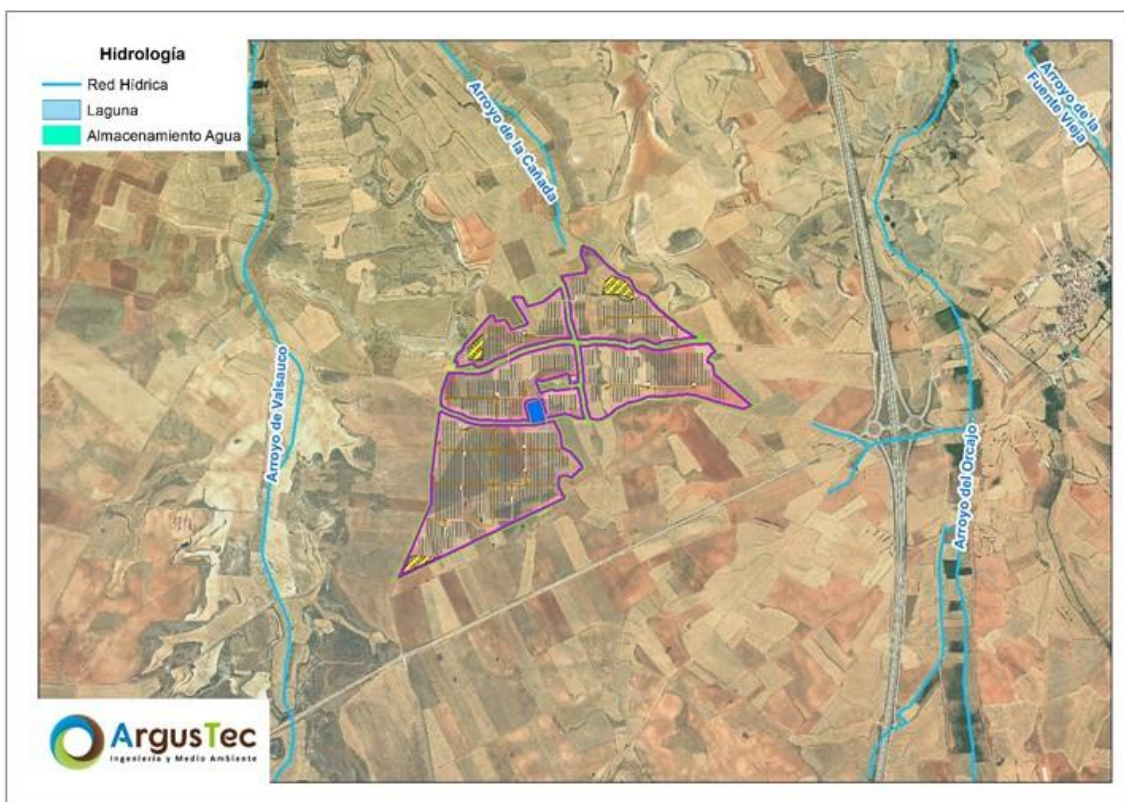 Hidrología
Red Hídrica
Laguna
Almacenamiento Agua
Arroyo de la Cañada
Arroyo de la
Fuente Vieja
Arroyo de Valsauco
Arroyo del Orcajo
ArgusTec
Ingeniería y Medio Ambiente